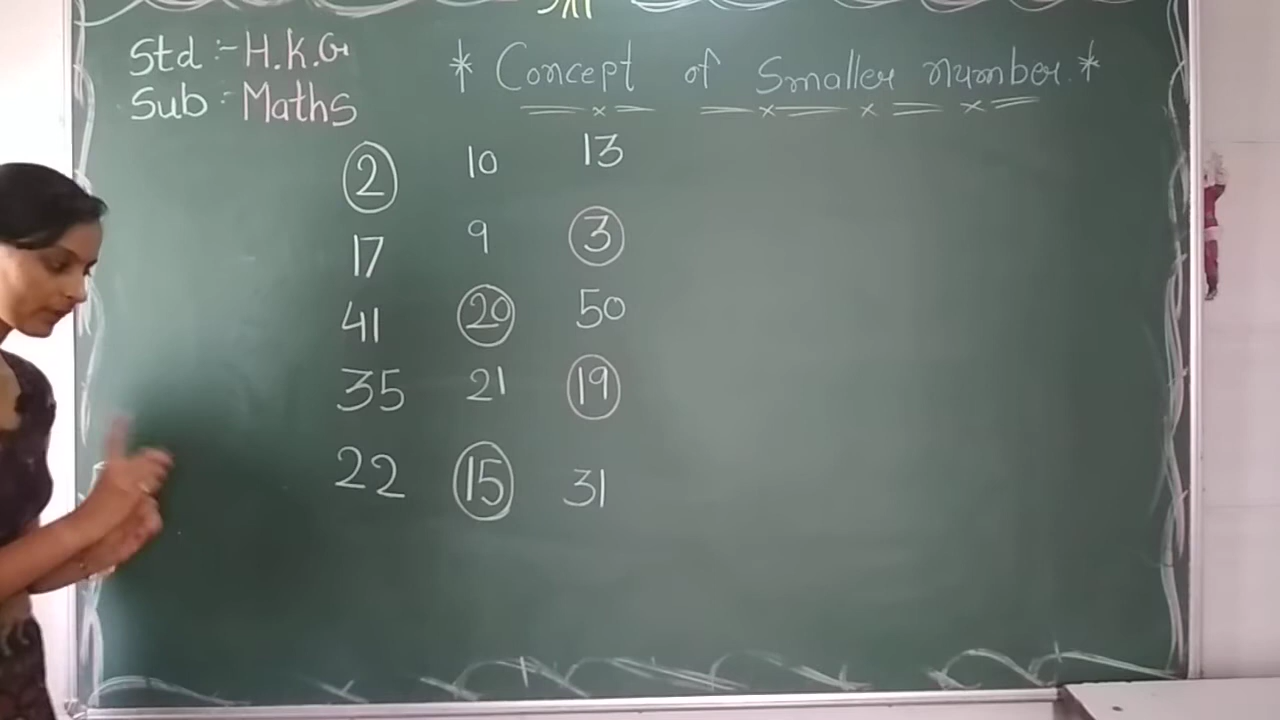 Std :- H.K.G
* Concept of Smaller number. *
Sub :- Maths
2 10 13
17 9 3
41 20 50
35 21 19
22 15 31